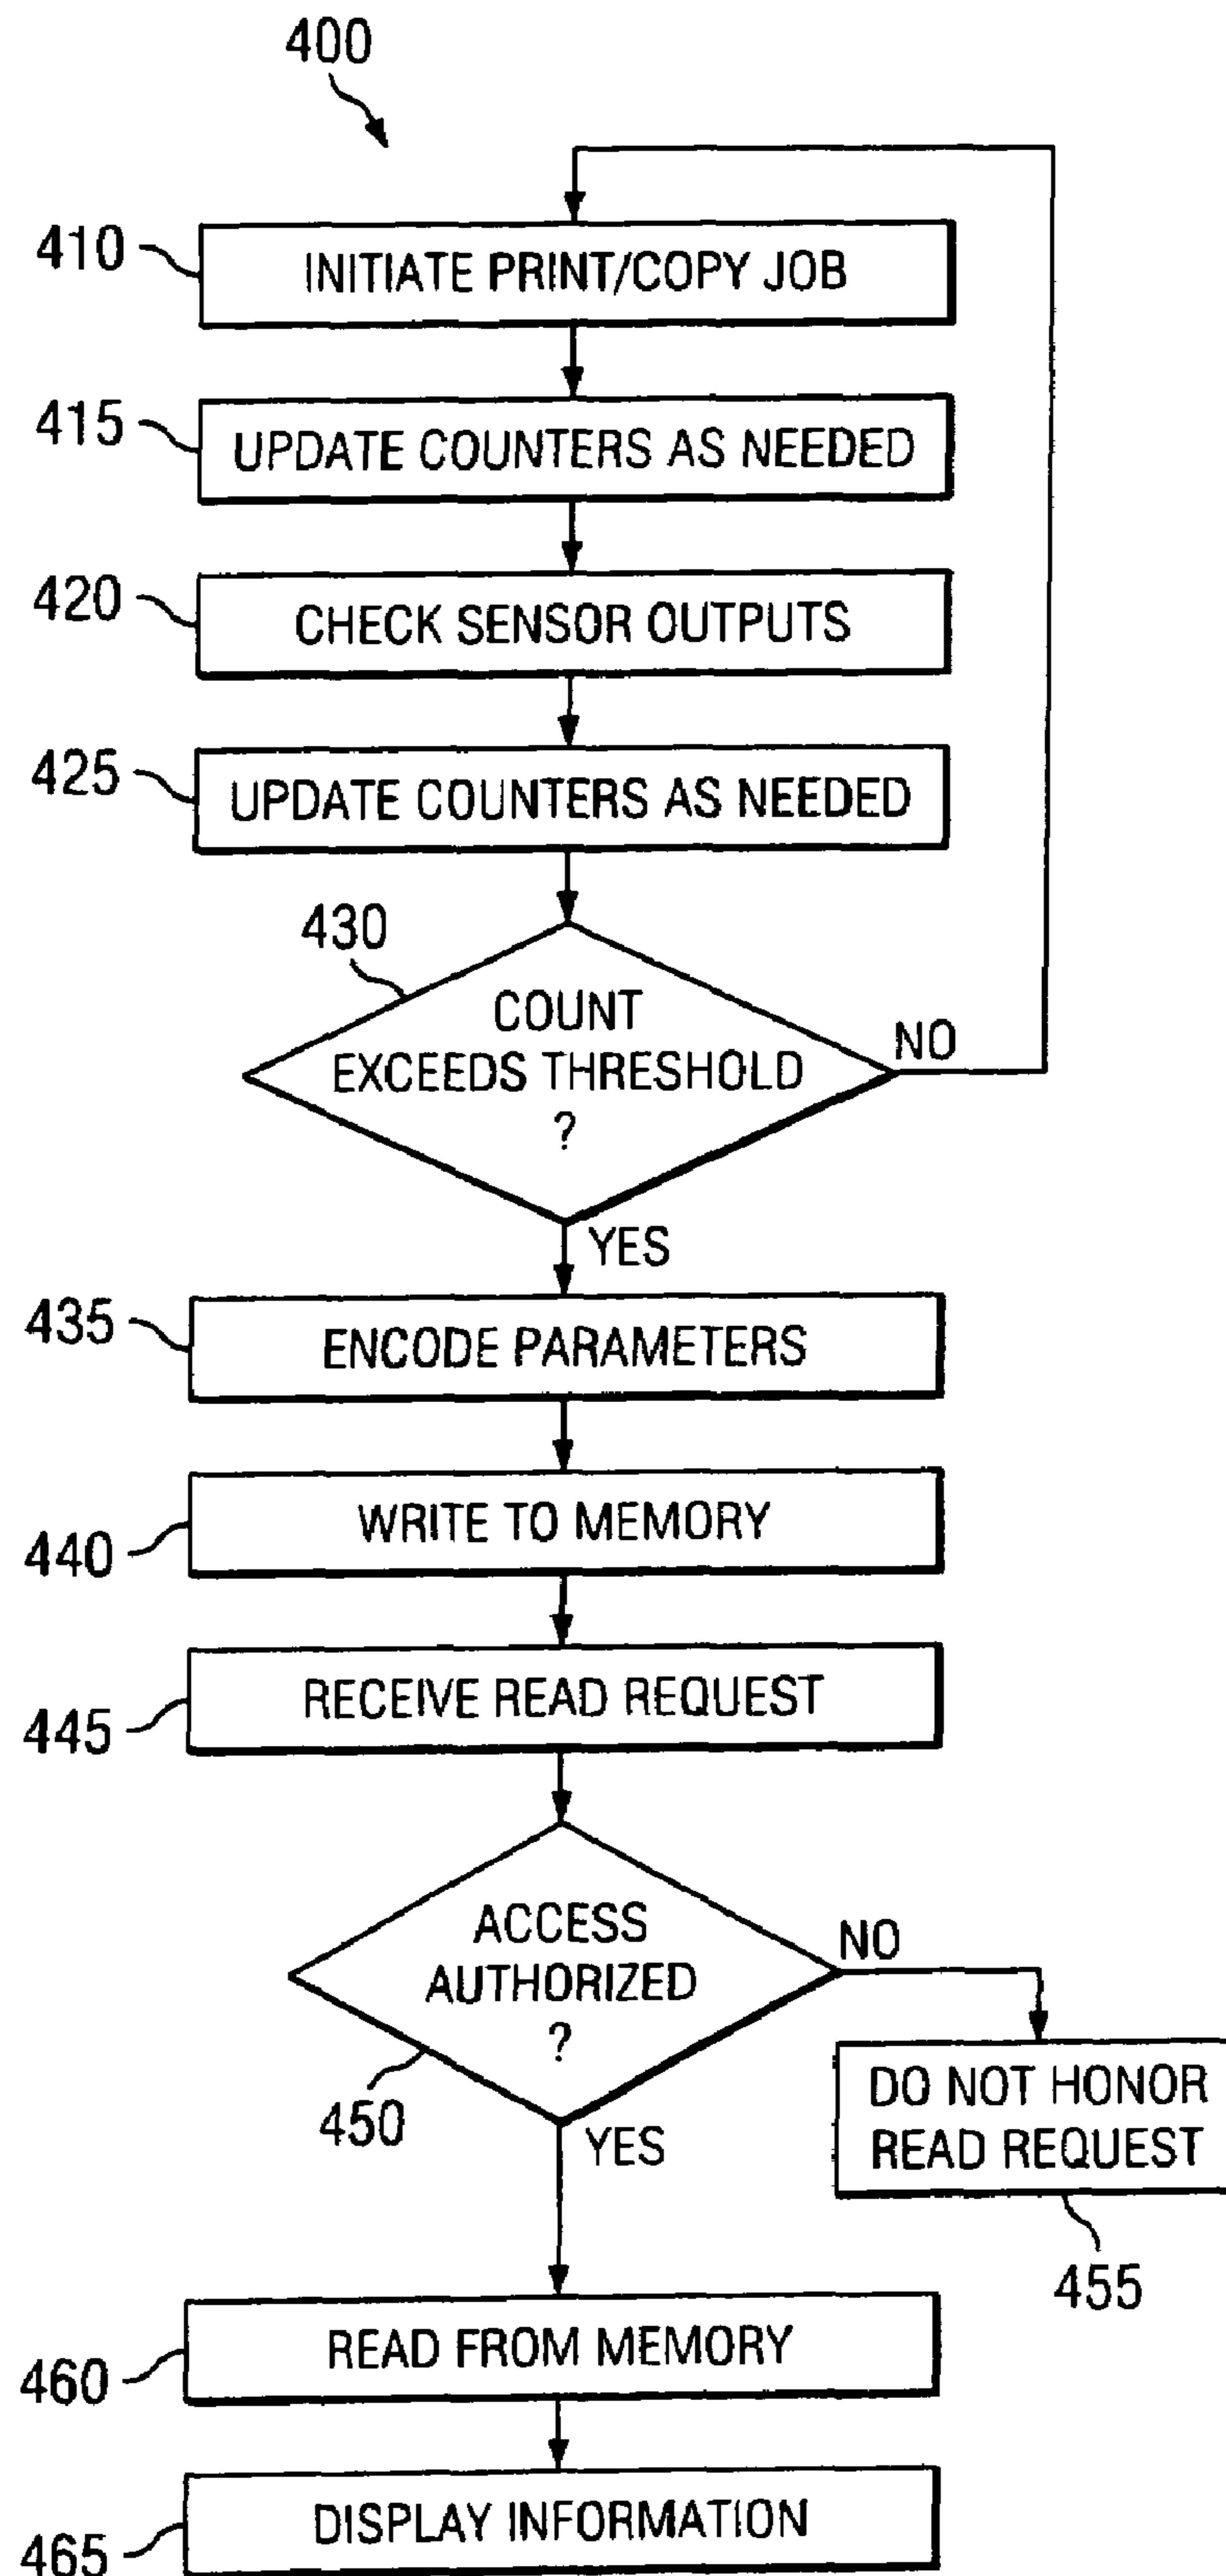 400
410
INITIATE PRINT/COPY JOB
415
UPDATE COUNTERS AS NEEDED
420
CHECK SENSOR OUTPUTS
425
UPDATE COUNTERS AS NEEDED
430
COUNT
EXCEEDS THRESHOLD
?
NO
YES
435
ENCODE PARAMETERS
440
WRITE TO MEMORY
445
RECEIVE READ REQUEST
450
ACCESS
AUTHORIZED
?
NO
YES
DO NOT HONOR
READ REQUEST
455
460
READ FROM MEMORY
465
DISPLAY INFORMATION